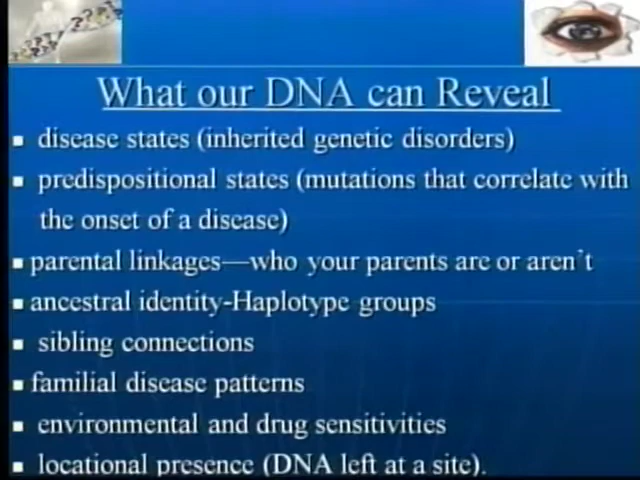 What our DNA can Reveal
disease states (inherited genetic disorders)
predispositional states (mutations that correlate with
the onset of a disease)
parental linkages—who your parents are or aren't
ancestral identity-Haplotype groups
sibling connections
familial disease patterns
environmental and drug sensitivities
locational presence (DNA left at a site).